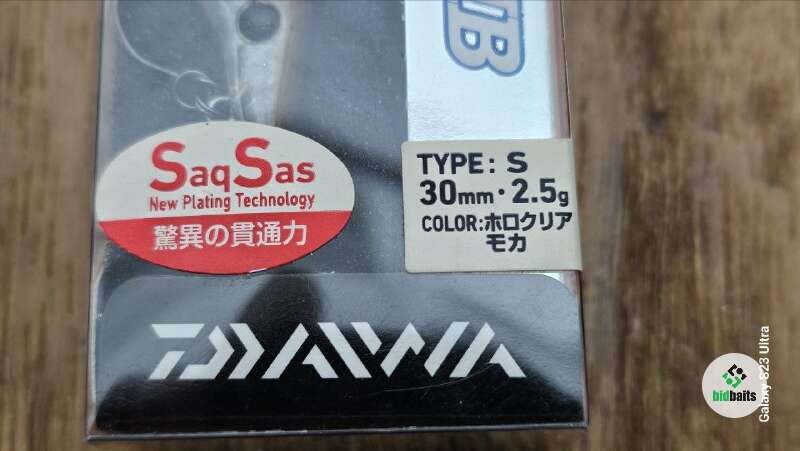 SaqSas
New Plating Technology
驚異の貫通力
TYPE: S
30mm・2.5g
COLOR:ホロクリア
モカ
DAIWA
bidbaits
Galaxy S23 Ultra